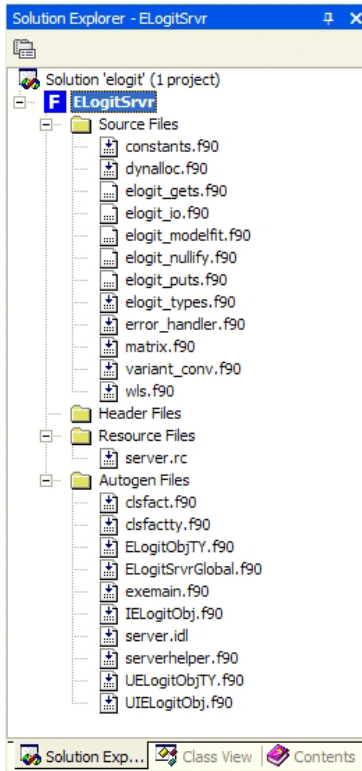 Solution Explorer - ELogitSrvr
Solution 'elogit' (1 project)
F ELogitSrvr
Source Files
constants.f90
dynalloc.f90
elogit_gets.f90
elogit_io.f90
elogit_modelfit.f90
elogit_nullify.f90
elogit_puts.f90
elogit_types.f90
error_handler.f90
matrix.f90
variant_conv.f90
wls.f90
Header Files
Resource Files
server.rc
Autogen Files
clsfact.f90
clsfactty.f90
ELogitObjTY.f90
ELogitSrvrGlobal.f90
exemain.f90
IELogitObj.f90
server.idl
serverhelper.f90
UELogitObjTY.f90
UIELogitObj.f90
Solution Exp... Class View Contents